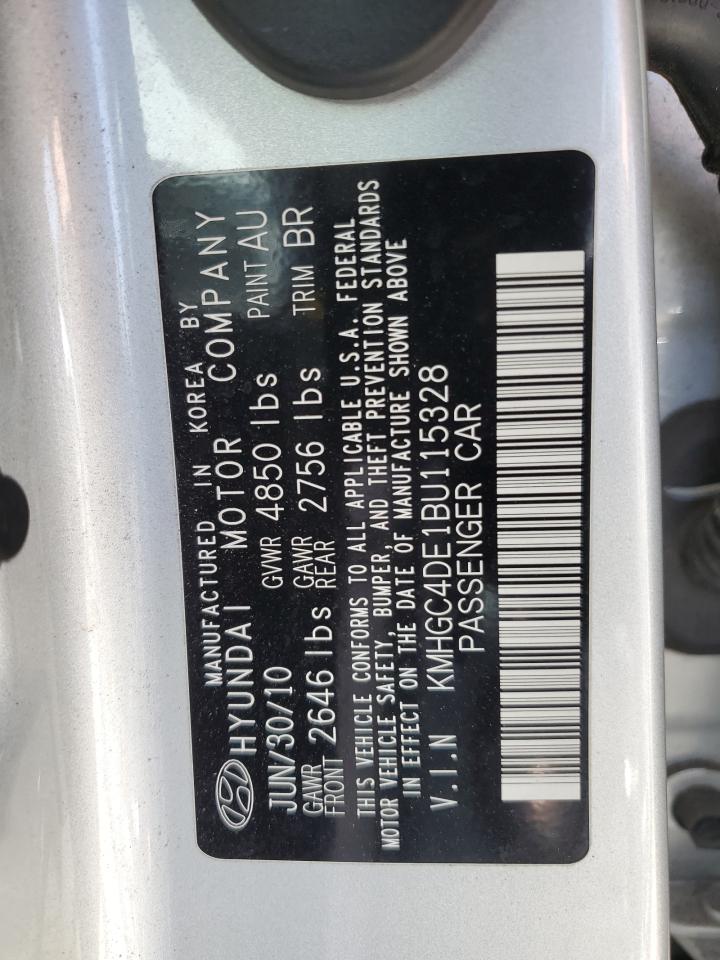 MANUFACTURED IN KOREA BY
HYUNDAI MOTOR COMPANY
JUN/30/10 GVWR 4850 lbs PAINT AU
GAWR FRONT 2646 lbs GAWR REAR 2756 lbs TRIM BR
THIS VEHICLE CONFORMS TO ALL APPLICABLE U.S.A. FEDERAL
MOTOR VEHICLE SAFETY, BUMPER, AND THEFT PREVENTION STANDARDS
IN EFFECT ON THE DATE OF MANUFACTURE SHOWN ABOVE
V.I.N KMHGC4DE1BU115328
PASSENGER CAR